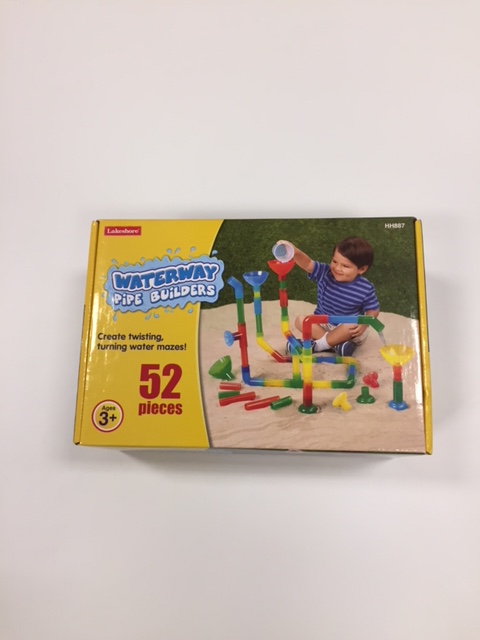 Lakeshore
HH887
WATERWAY
PIPE BUILDERS
Create twisting,
turning water mazes!
52
pieces
Ages
3+